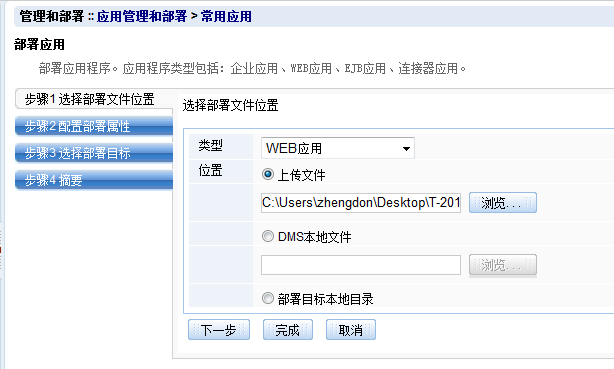 管理和部署 :: 应用管理和部署 > 常用应用
部署应用
部署应用程序。应用程序类型包括：企业应用、WEB应用、EJB应用、连接器应用。
步骤1 选择部署文件位置
步骤2 配置部署属性
步骤3 选择部署目标
步骤4 摘要
选择部署文件位置
类型 WEB应用
位置 上传文件
C:\Users\zhengdon\Desktop\T-201 浏览...
DMS本地文件
浏览...
部署目标本地目录
下一步 完成 取消